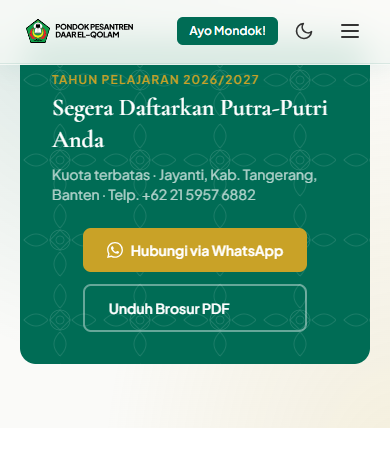 PONDOK PESANTREN
DAAR EL-QOLAM
Ayo Mondok!
TAHUN PELAJARAN 2026/2027
Segera Daftarkan Putra-Putri
Anda
Kuota terbatas · Jayanti, Kab. Tangerang,
Banten · Telp. +62 21 5957 6882
Hubungi via WhatsApp
Unduh Brosur PDF